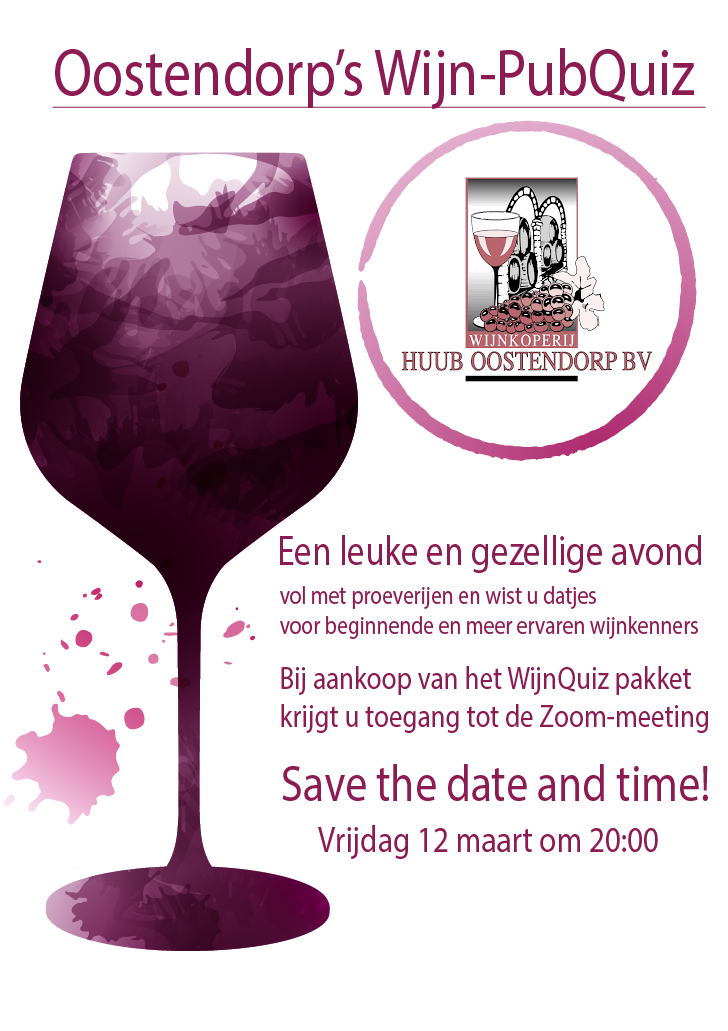 Oostendorp's Wijn-PubQuiz
WIJNKOPERIJ
HUUB OOSTENDORP BV
Een leuke en gezellige avond
vol met proeverijen en wist u datjes
voor beginnende en meer ervaren wijnkenners
Bij aankoop van het WijnQuiz pakket
krijgt u toegang tot de Zoom-meeting
Save the date and time!
Vrijdag 12 maart om 20:00